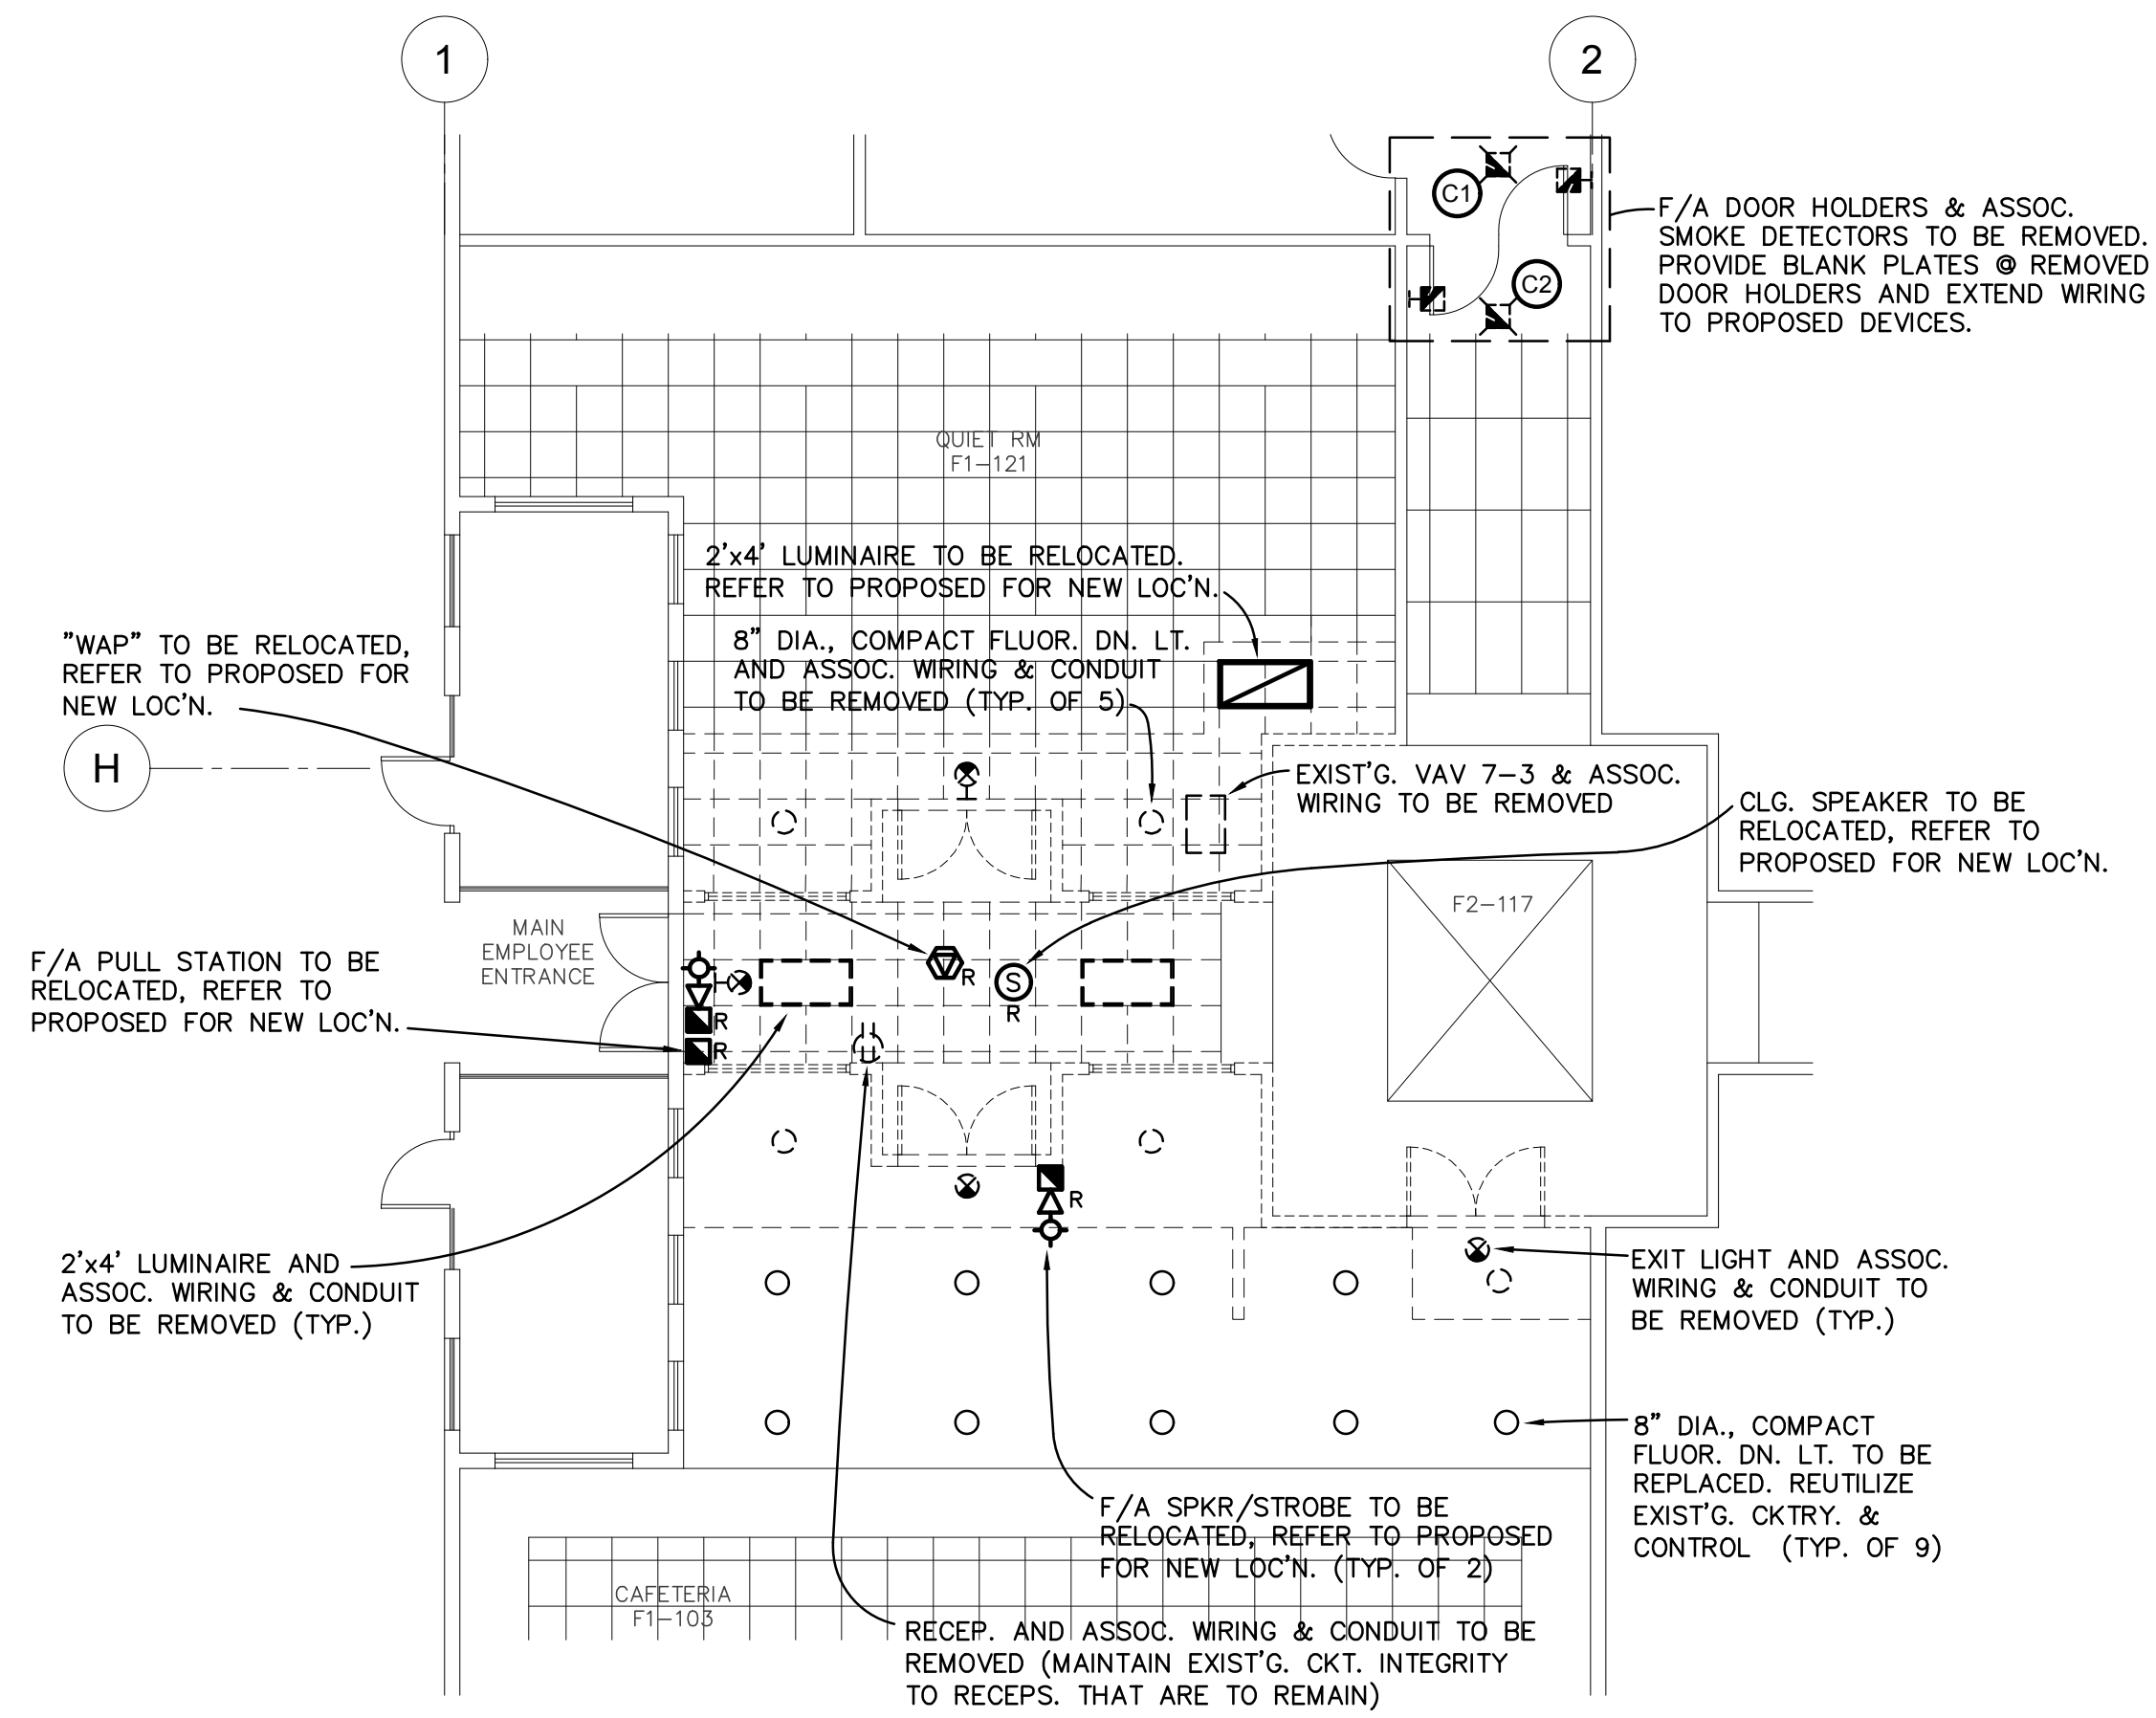 1
2
C1
C2
F/A DOOR HOLDERS & ASSOC.
SMOKE DETECTORS TO BE REMOVED.
PROVIDE BLANK PLATES @ REMOVED
DOOR HOLDERS AND EXTEND WIRING
TO PROPOSED DEVICES.
QUIET RM
F1-121
2'x4' LUMINAIRE TO BE RELOCATED.
REFER TO PROPOSED FOR NEW LOC'N.
"WAP" TO BE RELOCATED,
REFER TO PROPOSED FOR
NEW LOC'N.
8" DIA., COMPACT FLUOR. DN. LT.
AND ASSOC. WIRING & CONDUIT
TO BE REMOVED (TYP. OF 5)
H
EXIST'G. VAV 7-3 & ASSOC.
WIRING TO BE REMOVED
CLG. SPEAKER TO BE
RELOCATED, REFER TO
PROPOSED FOR NEW LOC'N.
F2-117
MAIN
EMPLOYEE
ENTRANCE
F/A PULL STATION TO BE
RELOCATED, REFER TO
PROPOSED FOR NEW LOC'N.
R
S
R
R
R
R
2'x4' LUMINAIRE AND
ASSOC. WIRING & CONDUIT
TO BE REMOVED (TYP.)
EXIT LIGHT AND ASSOC.
WIRING & CONDUIT TO
BE REMOVED (TYP.)
8" DIA., COMPACT
FLUOR. DN. LT. TO BE
REPLACED. REUTILIZE
EXIST'G. CKTRY. &
CONTROL (TYP. OF 9)
F/A SPKR/STROBE TO BE
RELOCATED, REFER TO PROPOSED
FOR NEW LOC'N. (TYP. OF 2)
CAFETERIA
F1-103
RECEP. AND ASSOC. WIRING & CONDUIT TO BE
REMOVED (MAINTAIN EXIST'G. CKT. INTEGRITY
TO RECEPS. THAT ARE TO REMAIN)